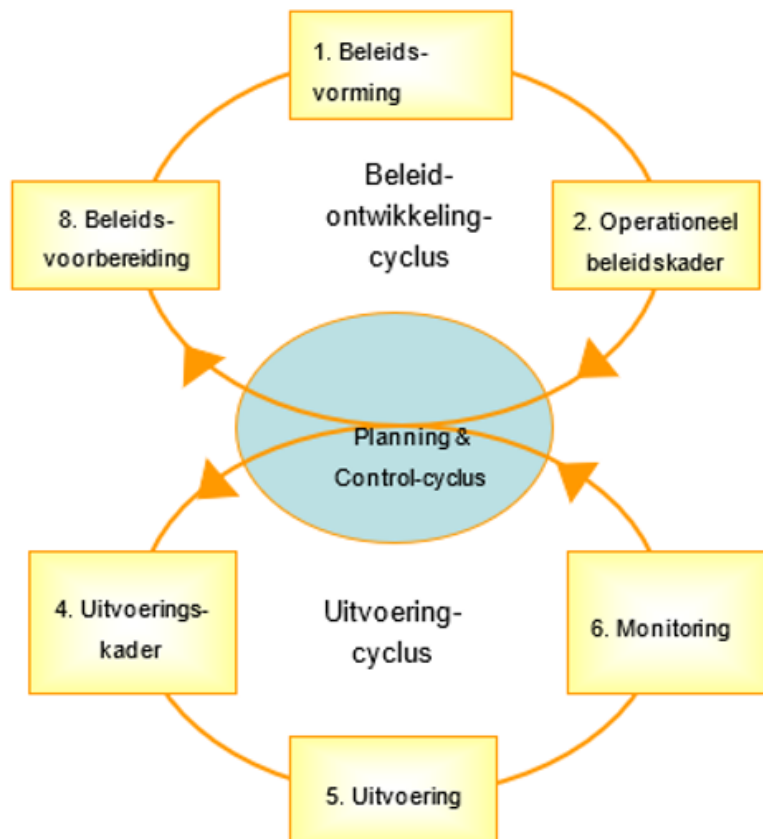 1. Beleids-
vorming
Beleid-
ontwikkeling-
cyclus
8. Beleids-
voorbereiding
2. Operationeel
beleidskader
Planning &
Control-cyclus
4. Uitvoerings-
kader
Uitvoering-
cyclus
6. Monitoring
5. Uitvoering